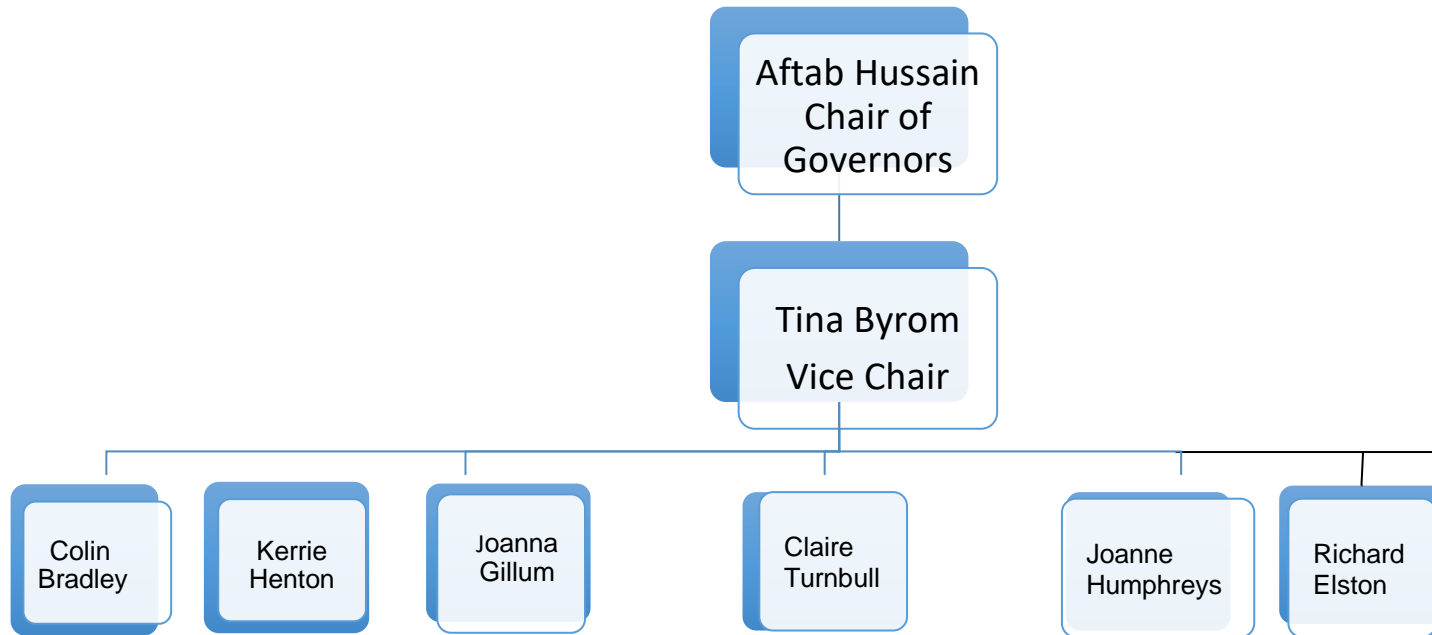 Aftab Hussain
Chair of
Governors
Tina Byrom
Vice Chair
Colin
Bradley
Kerrie
Henton
Joanna
Gillum
Claire
Turnbull
Joanne
Humphreys
Richard
Elston